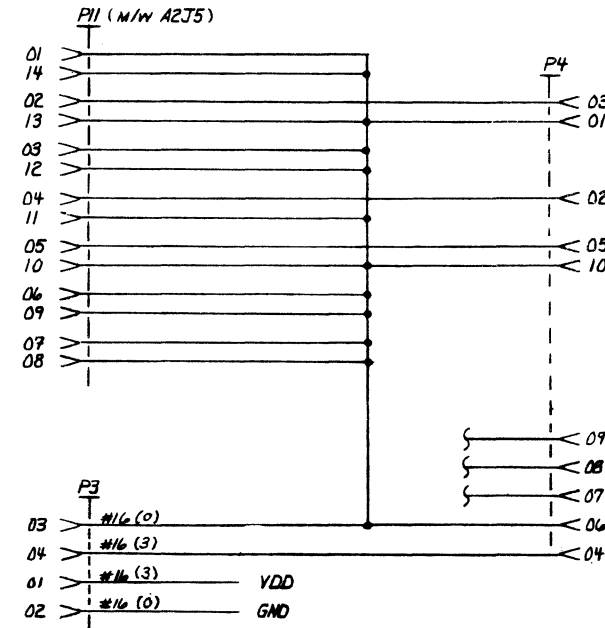 P11 (M/W A2J5)
P4
01
14
02 03
13 01
03
12
04 02
11
05 05
10 10
06
09
07
08
09
08
07
P3
03 #16 (0) 06
04 #16 (3) 04
01 #16 (3) VDD
02 #16 (0) GND